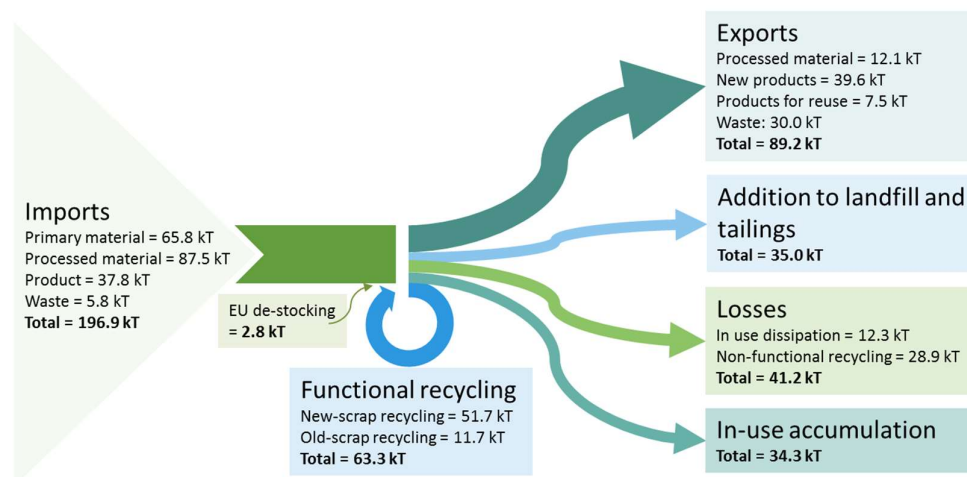 Imports
Primary material = 65.8 kT
Processed material = 87.5 kT
Product = 37.8 kT
Waste = 5.8 kT
Total = 196.9 kT
EU de-stocking
= 2.8 kT
Functional recycling
New-scrap recycling = 51.7 kT
Old-scrap recycling = 11.7 kT
Total = 63.3 kT
Exports
Processed material = 12.1 kT
New products = 39.6 kT
Products for reuse = 7.5 kT
Waste: 30.0 kT
Total = 89.2 kT
Addition to landfill and
tailings
Total = 35.0 kT
Losses
In use dissipation = 12.3 kT
Non-functional recycling = 28.9 kT
Total = 41.2 kT
In-use accumulation
Total = 34.3 kT